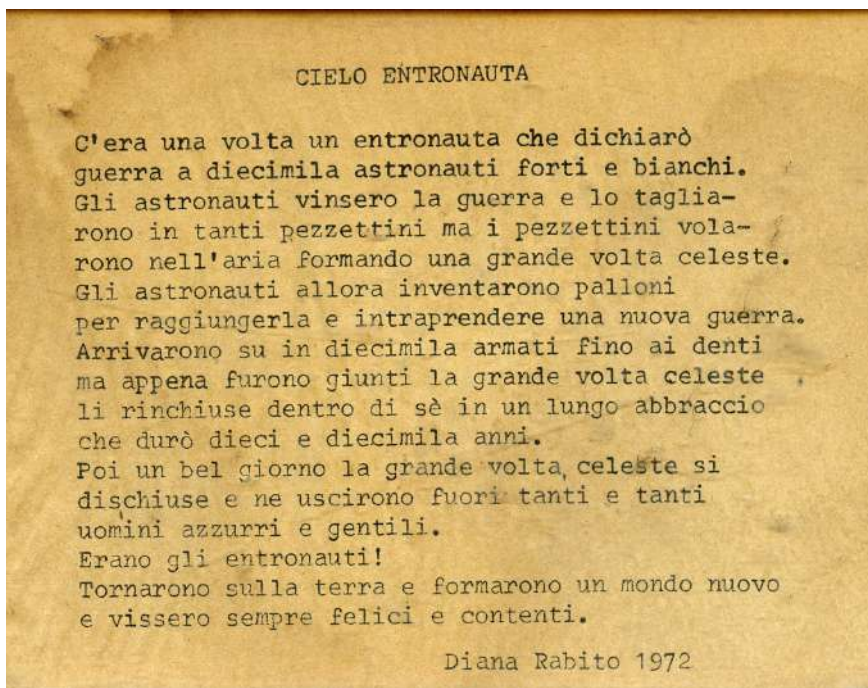 CIELO ENTRONAUTA
C'era una volta un entronauta che dichiarò
guerra a diecimila astronauti forti e bianchi.
Gli astronauti vinsero la guerra e lo taglia-
rono in tanti pezzettini ma i pezzettini vola-
rono nell'aria formando una grande volta celeste.
Gli astronauti allora inventarono palloni
per raggiungerla e intraprendere una nuova guerra.
Arrivarono su in diecimila armati fino ai denti
ma appena furono giunti la grande volta celeste
li rinchiuse dentro di sè in un lungo abbraccio
che durò dieci e diecimila anni.
Poi un bel giorno la grande volta celeste si
dischiuse e ne uscirono fuori tanti e tanti
uomini azzurri e gentili.
Erano gli entronauti!
Tornarono sulla terra e formarono un mondo nuovo
e vissero sempre felici e contenti.
Diana Rabito 1972